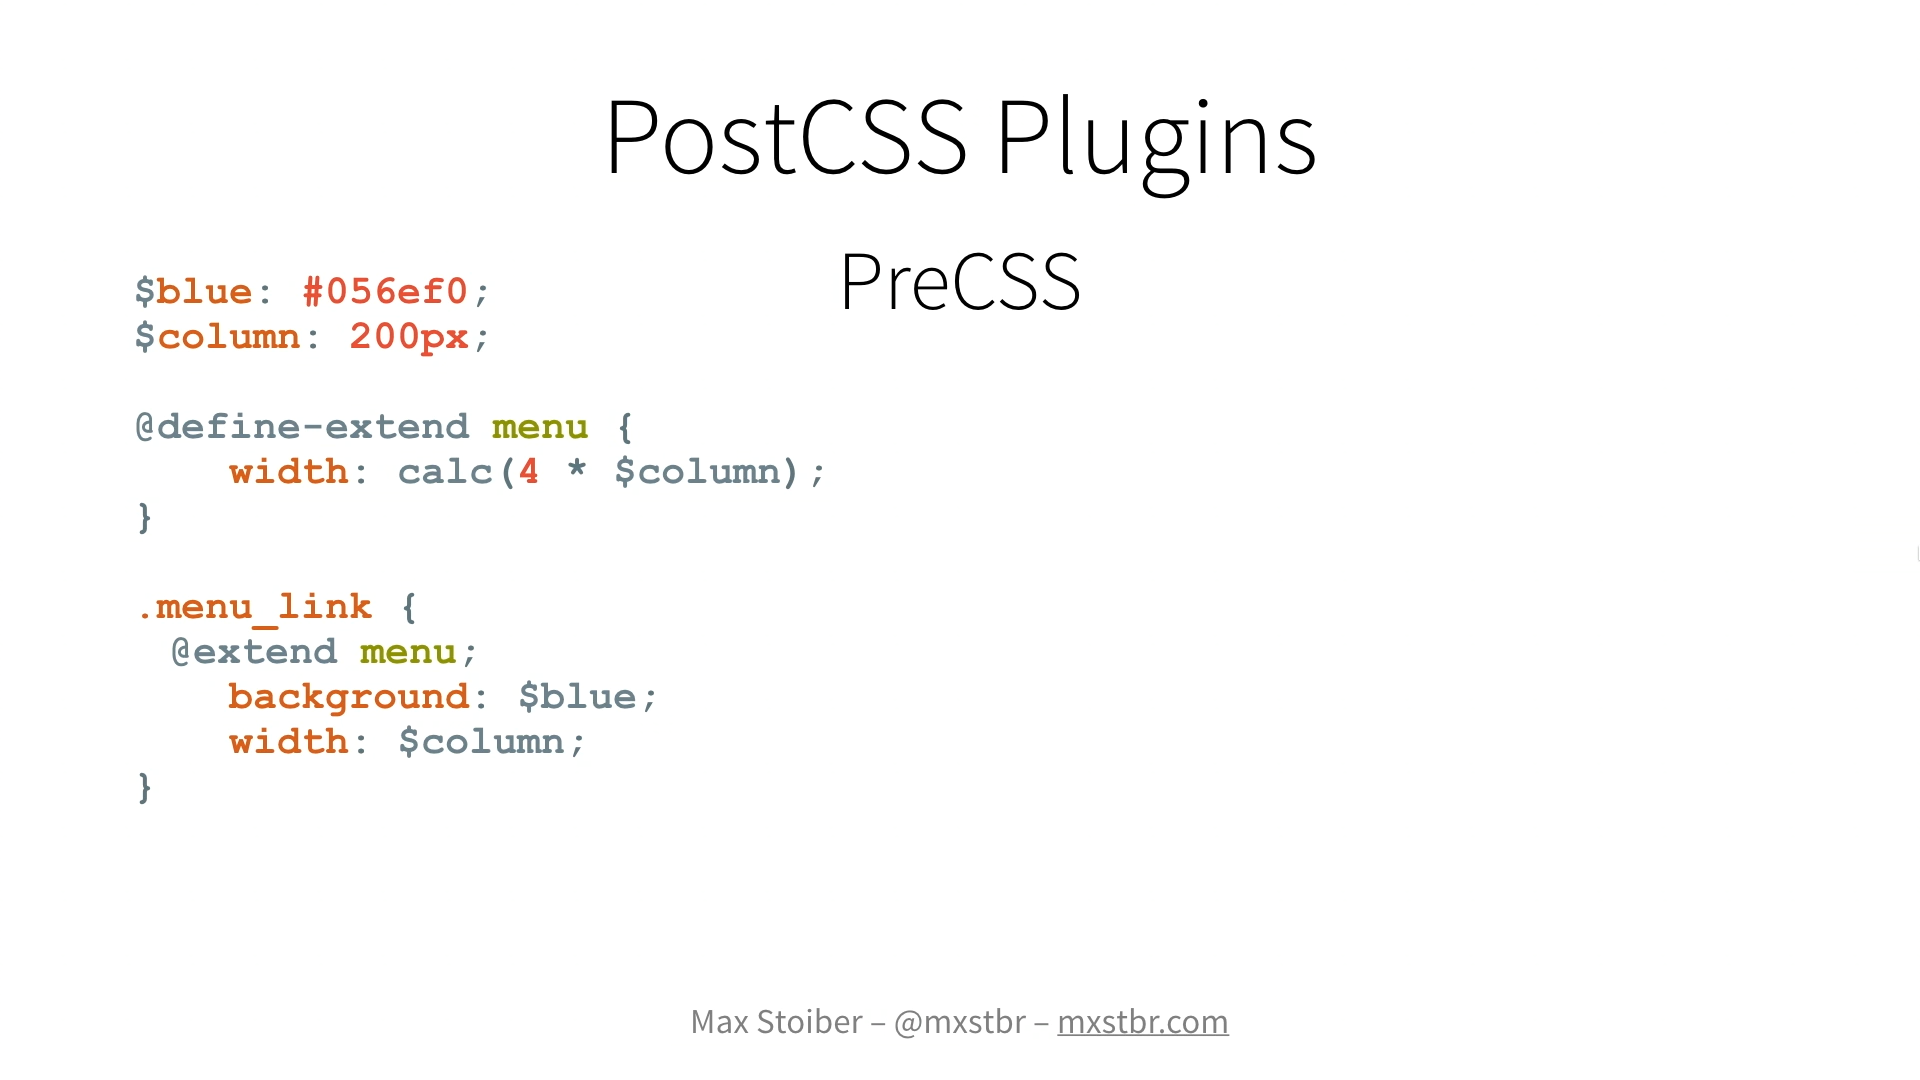 PostCSS Plugins
PreCSS
$blue: #056ef0;
$column: 200px;
@define-extend menu {
    width: calc(4 * $column);
}
.menu_link {
  @extend menu;
    background: $blue;
    width: $column;
}
Max Stoiber – @mxstbr – mxstbr.com